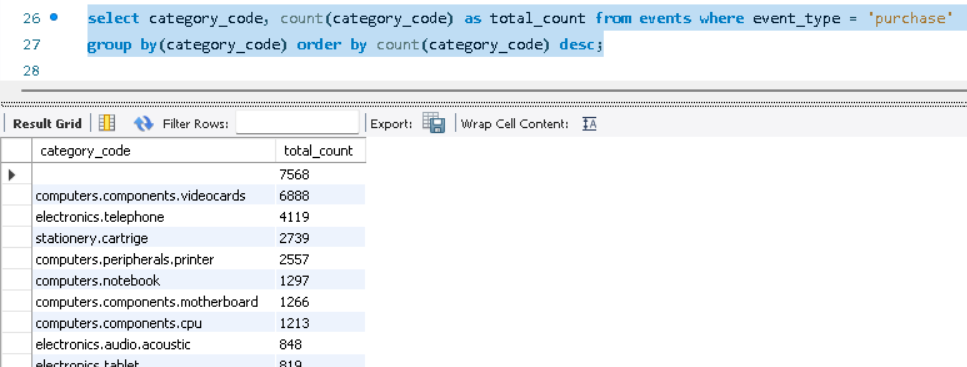 26 select category_code, count(category_code) as total_count from events where event_type = 'purchase'
27 group by(category_code) order by count(category_code) desc;
28
Result Grid Filter Rows: Export: Wrap Cell Content: IA
category_code total_count
7568
computers.components.videocards 6888
electronics.telephone 4119
stationery.cartrige 2739
computers.peripherals.printer 2557
computers.notebook 1297
computers.components.motherboard 1266
computers.components.cpu 1213
electronics.audio.acoustic 848
electronics.tablet 819